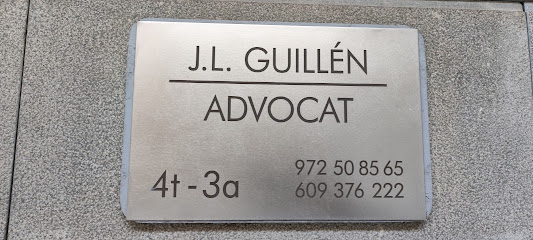 J.L. GUILLÉN
ADVOCAT
4t - 3a
972 50 85 65
609 376 222